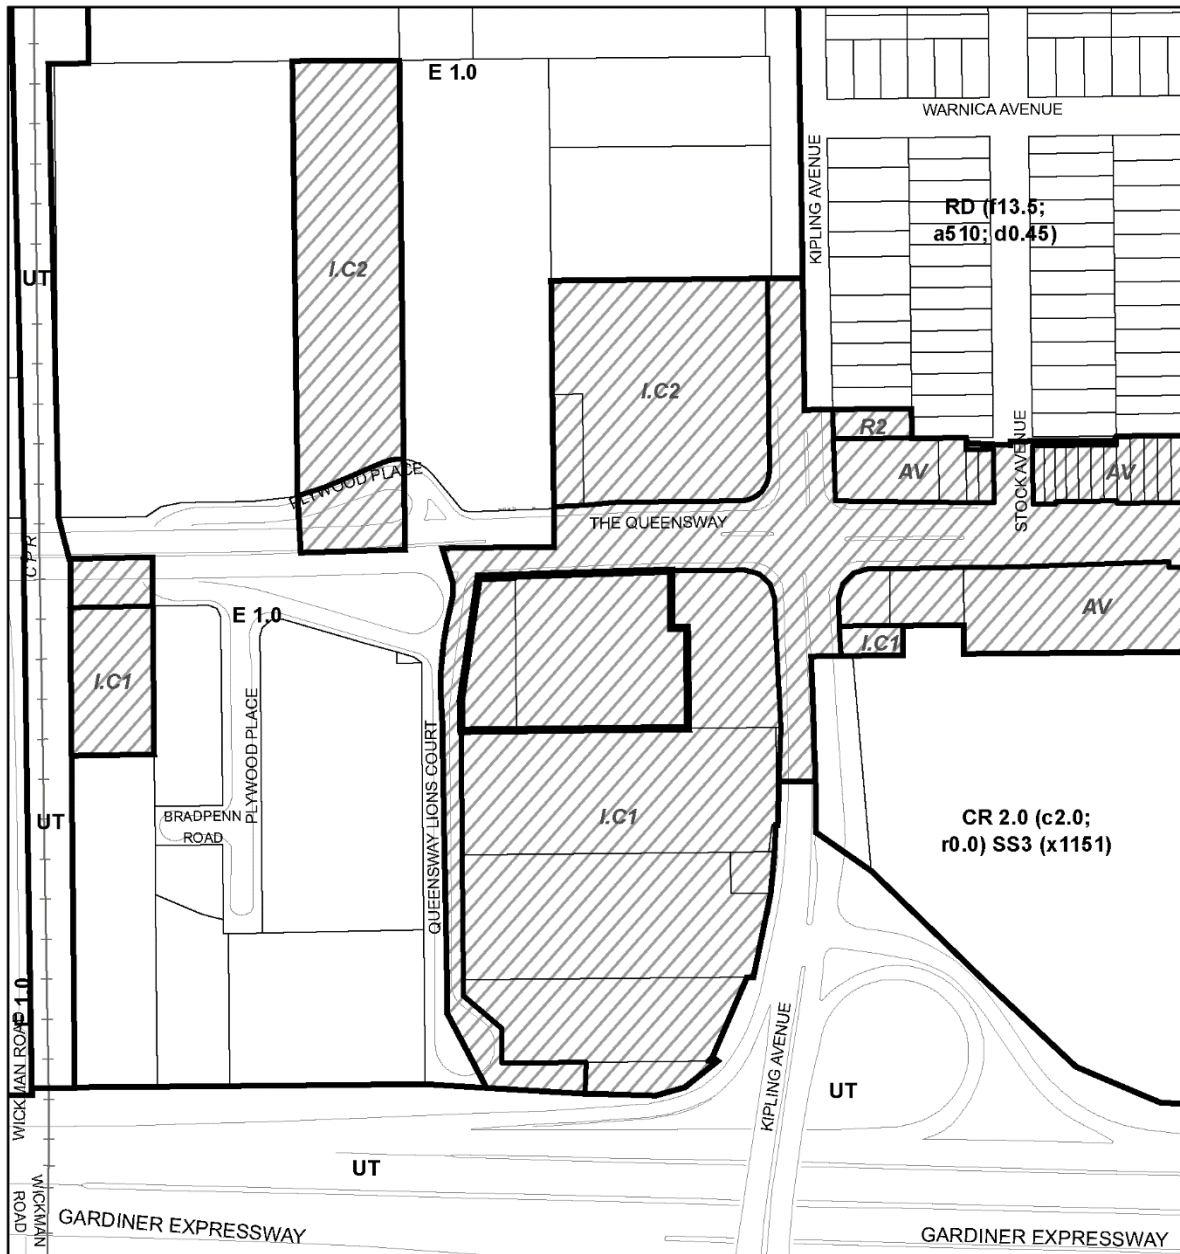 E 1.0
WARNICA AVENUE
KIPLING AVENUE
RD (f13.5;
a510; d0.45)
UT
I.C2
I.C2
R2
AV
AV
STOCK AVENUE
PLYWOOD PLACE
THE QUEENSWAY
C P R
E 1.0
AV
I.C1
I.C1
PLYWOOD PLACE
QUEENSWAY LIONS COURT
UT
BRADPENN
ROAD
I.C1
CR 2.0 (c2.0;
r0.0) SS3 (x1151)
E 1.0
WICKMAN ROAD
KIPLING AVENUE
UT
UT
WICKMAN
ROAD
GARDINER EXPRESSWAY
GARDINER EXPRESSWAY